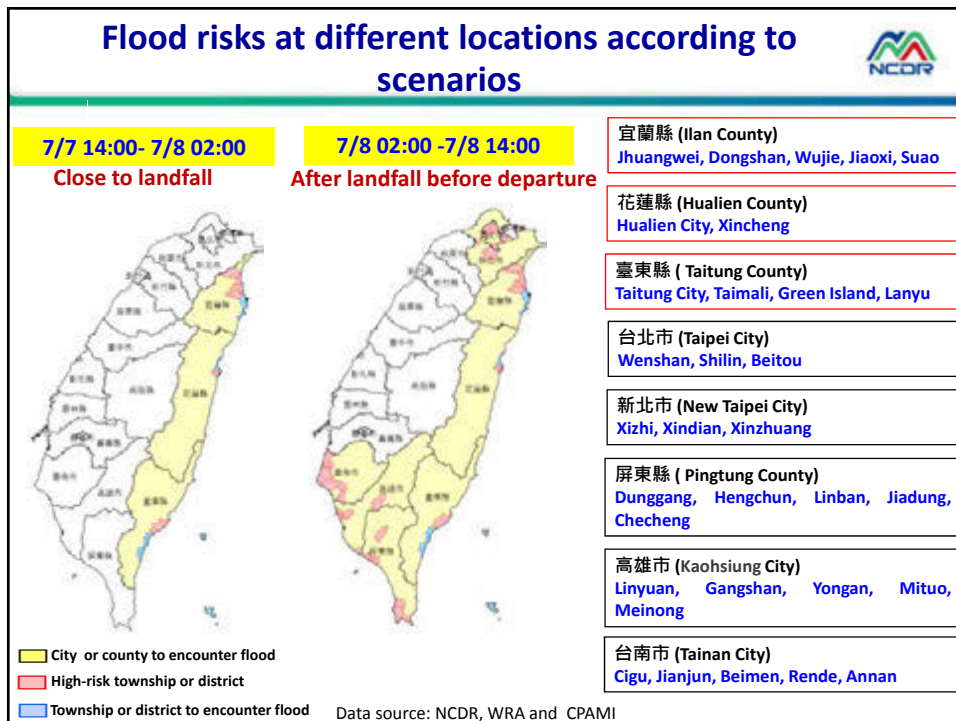 Flood risks at different locations according to
scenarios
NCDR
7/7 14:00- 7/8 02:00
Close to landfall
7/8 02:00 -7/8 14:00
After landfall before departure
宜蘭縣 (Ilan County)
Jhuangwei, Dongshan, Wujie, Jiaoxi, Suao
花蓮縣 (Hualien County)
Hualien City, Xincheng
臺東縣 ( Taitung County)
Taitung City, Taimali, Green Island, Lanyu
台北市 (Taipei City)
Wenshan, Shilin, Beitou
新北市 (New Taipei City)
Xizhi, Xindian, Xinzhuang
屏東縣 ( Pingtung County)
Dunggang, Hengchun, Linban, Jiadung,
Checheng
高雄市 (Kaohsiung City)
Linyuan, Gangshan, Yongan, Mituo,
Meinong
台南市 (Tainan City)
Cigu, Jianjun, Beimen, Rende, Annan
City or county to encounter flood
High-risk township or district
Township or district to encounter flood
Data source: NCDR, WRA and CPAMI